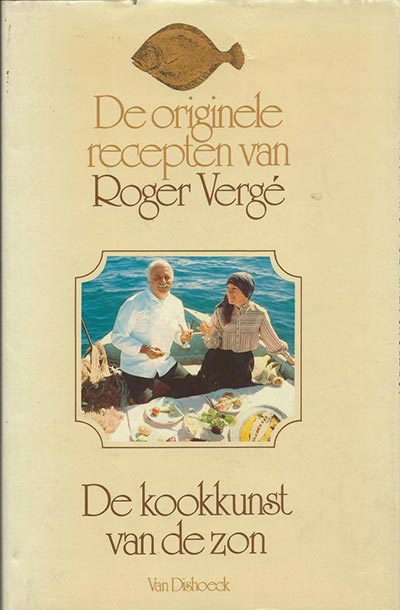 De originele
recepten van
Roger Vergé
De kookkunst
van de zon
Van Dishoeck